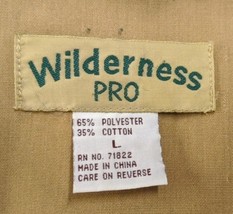 Wilderness
PRO
65% POLYESTER
35% COTTON
L
RN NO. 71822
MADE IN CHINA
CARE ON REVERSE